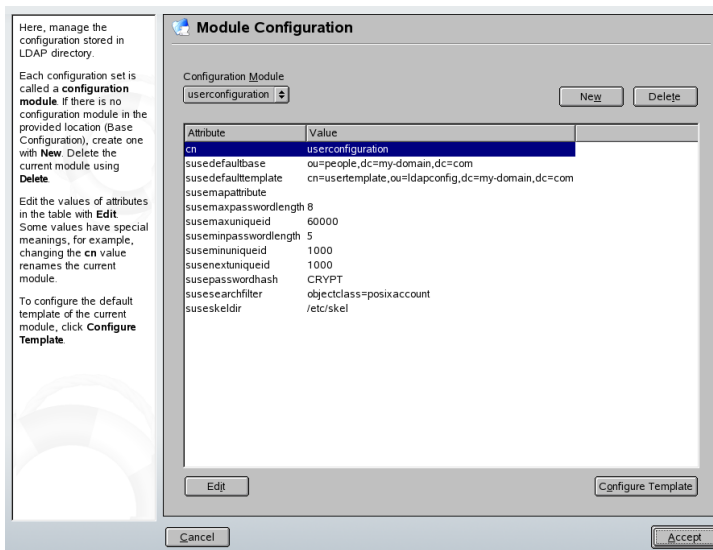 Here, manage the
configuration stored in
LDAP directory.
Each configuration set is
called a configuration
module. If there is no
configuration module in the
provided location (Base
Configuration), create one
with New. Delete the
current module using
Delete.
Edit the values of attributes
in the table with Edit.
Some values have special
meanings, for example,
changing the cn value
renames the current
module.
To configure the default
template of the current
module, click Configure
Template.
Module Configuration
Configuration Module
userconfiguration
New Delete
Attribute Value
cn userconfiguration
susedefaultbase ou=people,dc=my-domain,dc=com
susedefaulttemplate cn=usertemplate,ou=ldapconfig,dc=my-domain,dc=com
susemapattribute
susemaxpasswordlength 8
susemaxuniqueid 60000
suseminpasswordlength 5
suseminuniqueid 1000
susenextuniqueid 1000
susepasswordhash CRYPT
susesearchfilter objectclass=posixaccount
suseskeldir /etc/skel
Edit Configure Template
Cancel Accept